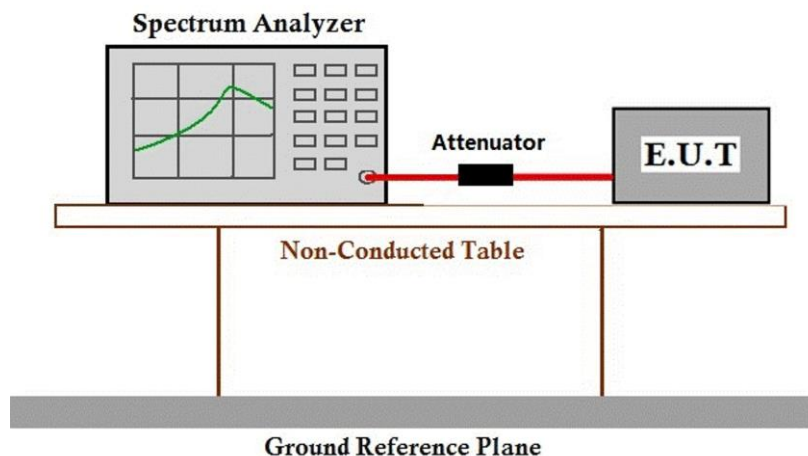 Spectrum Analyzer
Attenuator
E.U.T
Non-Conducted Table
Ground Reference Plane